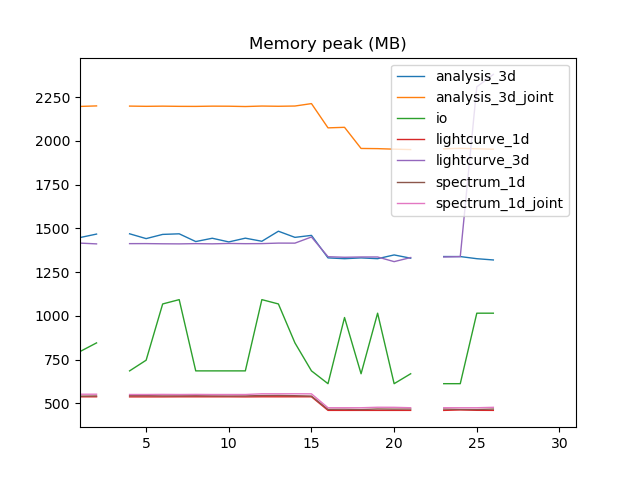 Memory peak (MB)
analysis_3d
analysis_3d_joint
io
lightcurve_1d
lightcurve_3d
spectrum_1d
spectrum_1d_joint
2250
2000
1750
1500
1250
1000
750
500
5 10 15 20 25 30